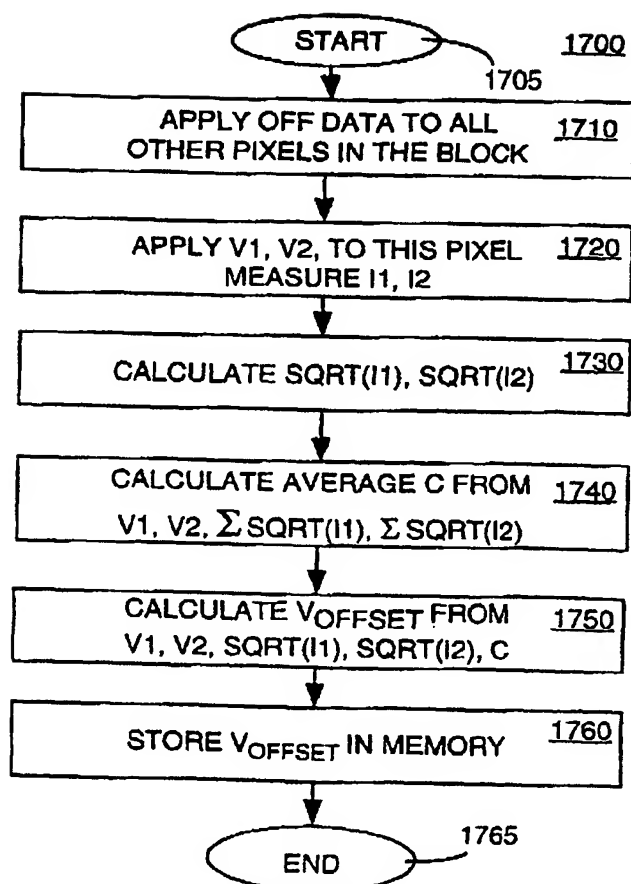 START
1700
1705
APPLY OFF DATA TO ALL
OTHER PIXELS IN THE BLOCK
1710
APPLY V1, V2, TO THIS PIXEL
MEASURE I1, I2
1720
CALCULATE SQRT(I1), SQRT(I2)
1730
CALCULATE AVERAGE C FROM
V1, V2, Σ SQRT(I1), Σ SQRT(I2)
1740
CALCULATE VOFFSET FROM
V1, V2, SQRT(I1), SQRT(I2), C
1750
STORE VOFFSET IN MEMORY
1760
END
1765